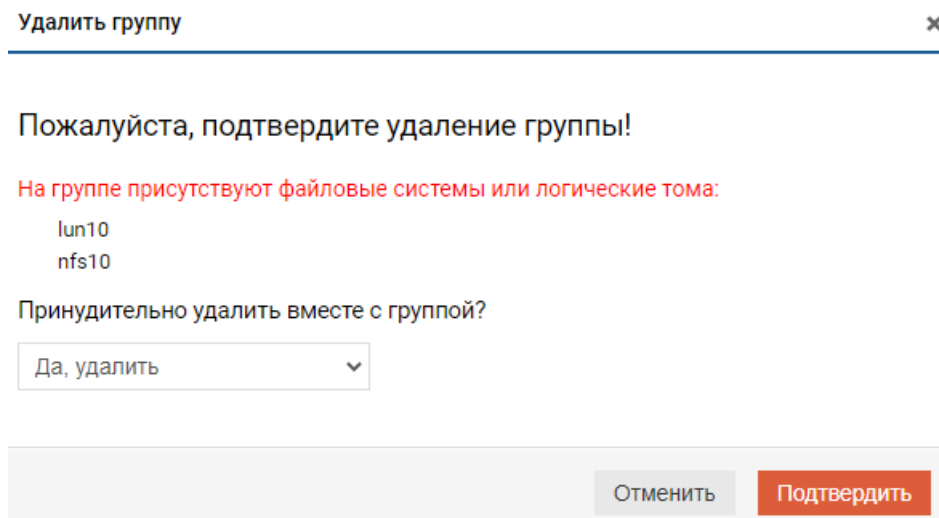 Удалить группу
Пожалуйста, подтвердите удаление группы!
На группе присутствуют файловые системы или логические тома:
lun10
nfs10
Принудительно удалить вместе с группой?
Да, удалить
Отменить
Подтвердить